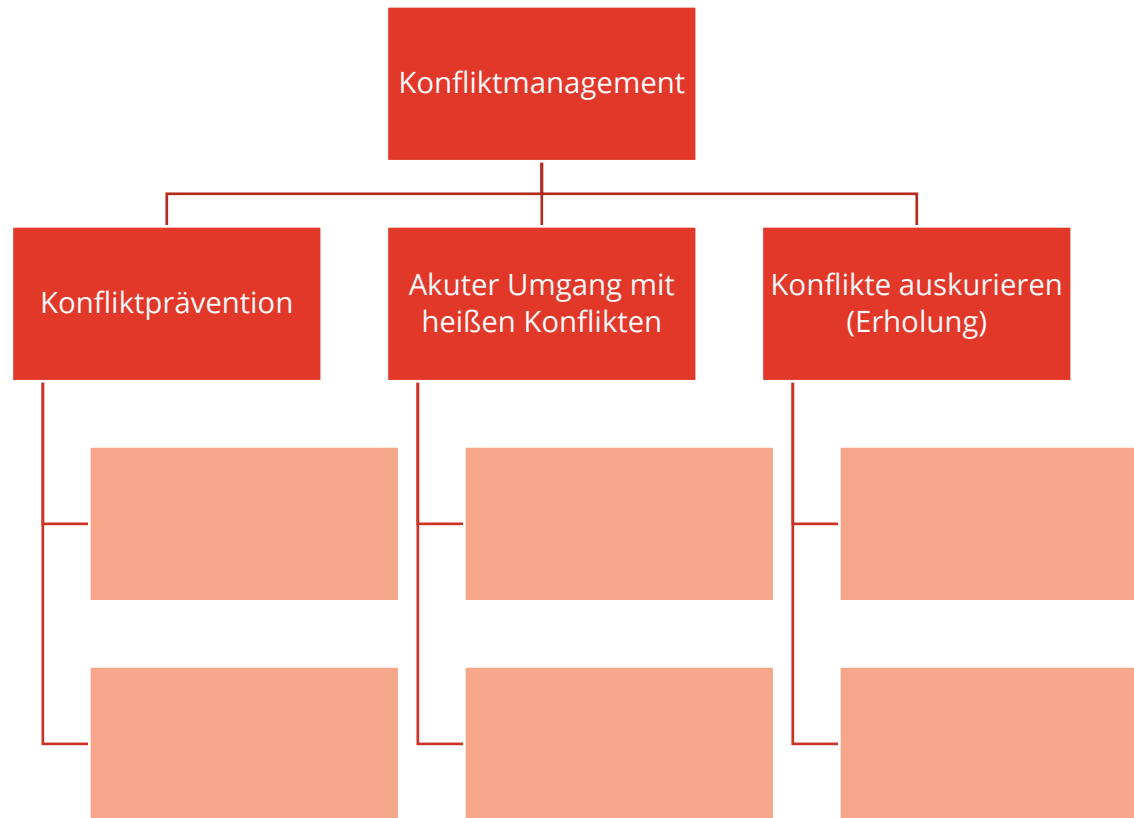 Konfliktmanagement
Konfliktprävention
Akuter Umgang mit
heißen Konflikten
Konflikte auskurieren
(Erholung)